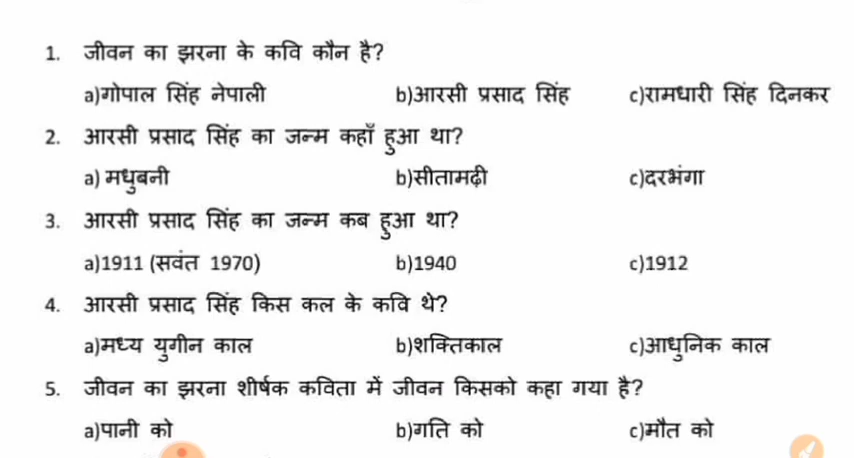 1. जीवन का झरना के कवि कौन है?
a)गोपाल सिंह नेपाली b)आरसी प्रसाद सिंह c)रामधारी सिंह दिनकर
2. आरसी प्रसाद सिंह का जन्म कहाँ हुआ था?
a) मधुबनी b)सीतामढ़ी c)दरभंगा
3. आरसी प्रसाद सिंह का जन्म कब हुआ था?
a)1911 (सवंत 1970) b)1940 c)1912
4. आरसी प्रसाद सिंह किस कल के कवि थे?
a)मध्य युगीन काल b)शक्तिकाल c)आधुनिक काल
5. जीवन का झरना शीर्षक कविता में जीवन किसको कहा गया है?
a)पानी को b)गति को c)मौत को